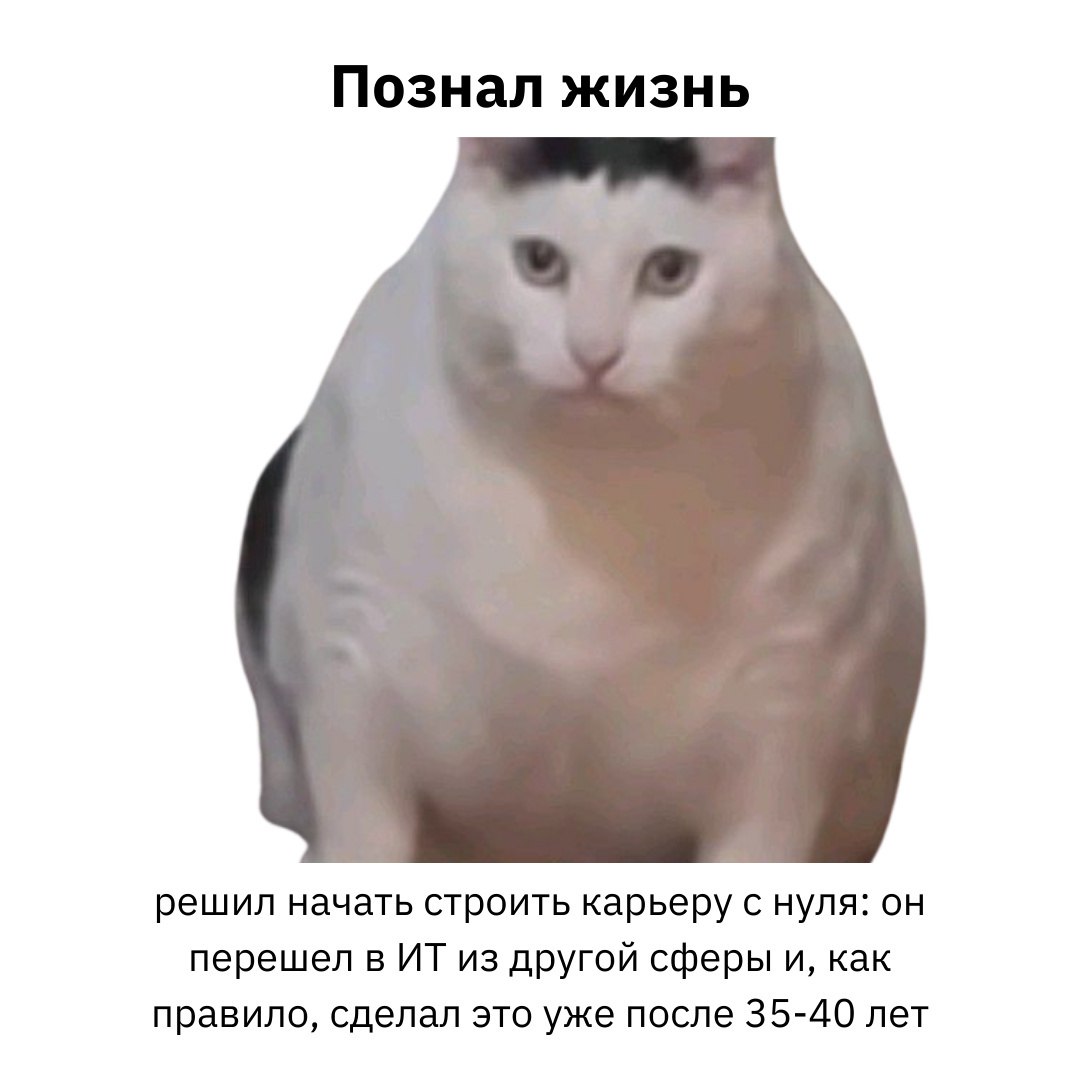 Познал жизнь
решил начать строить карьеру с нуля: он
перешел в ИТ из другой сферы и, как
правило, сделал это уже после 35-40 лет